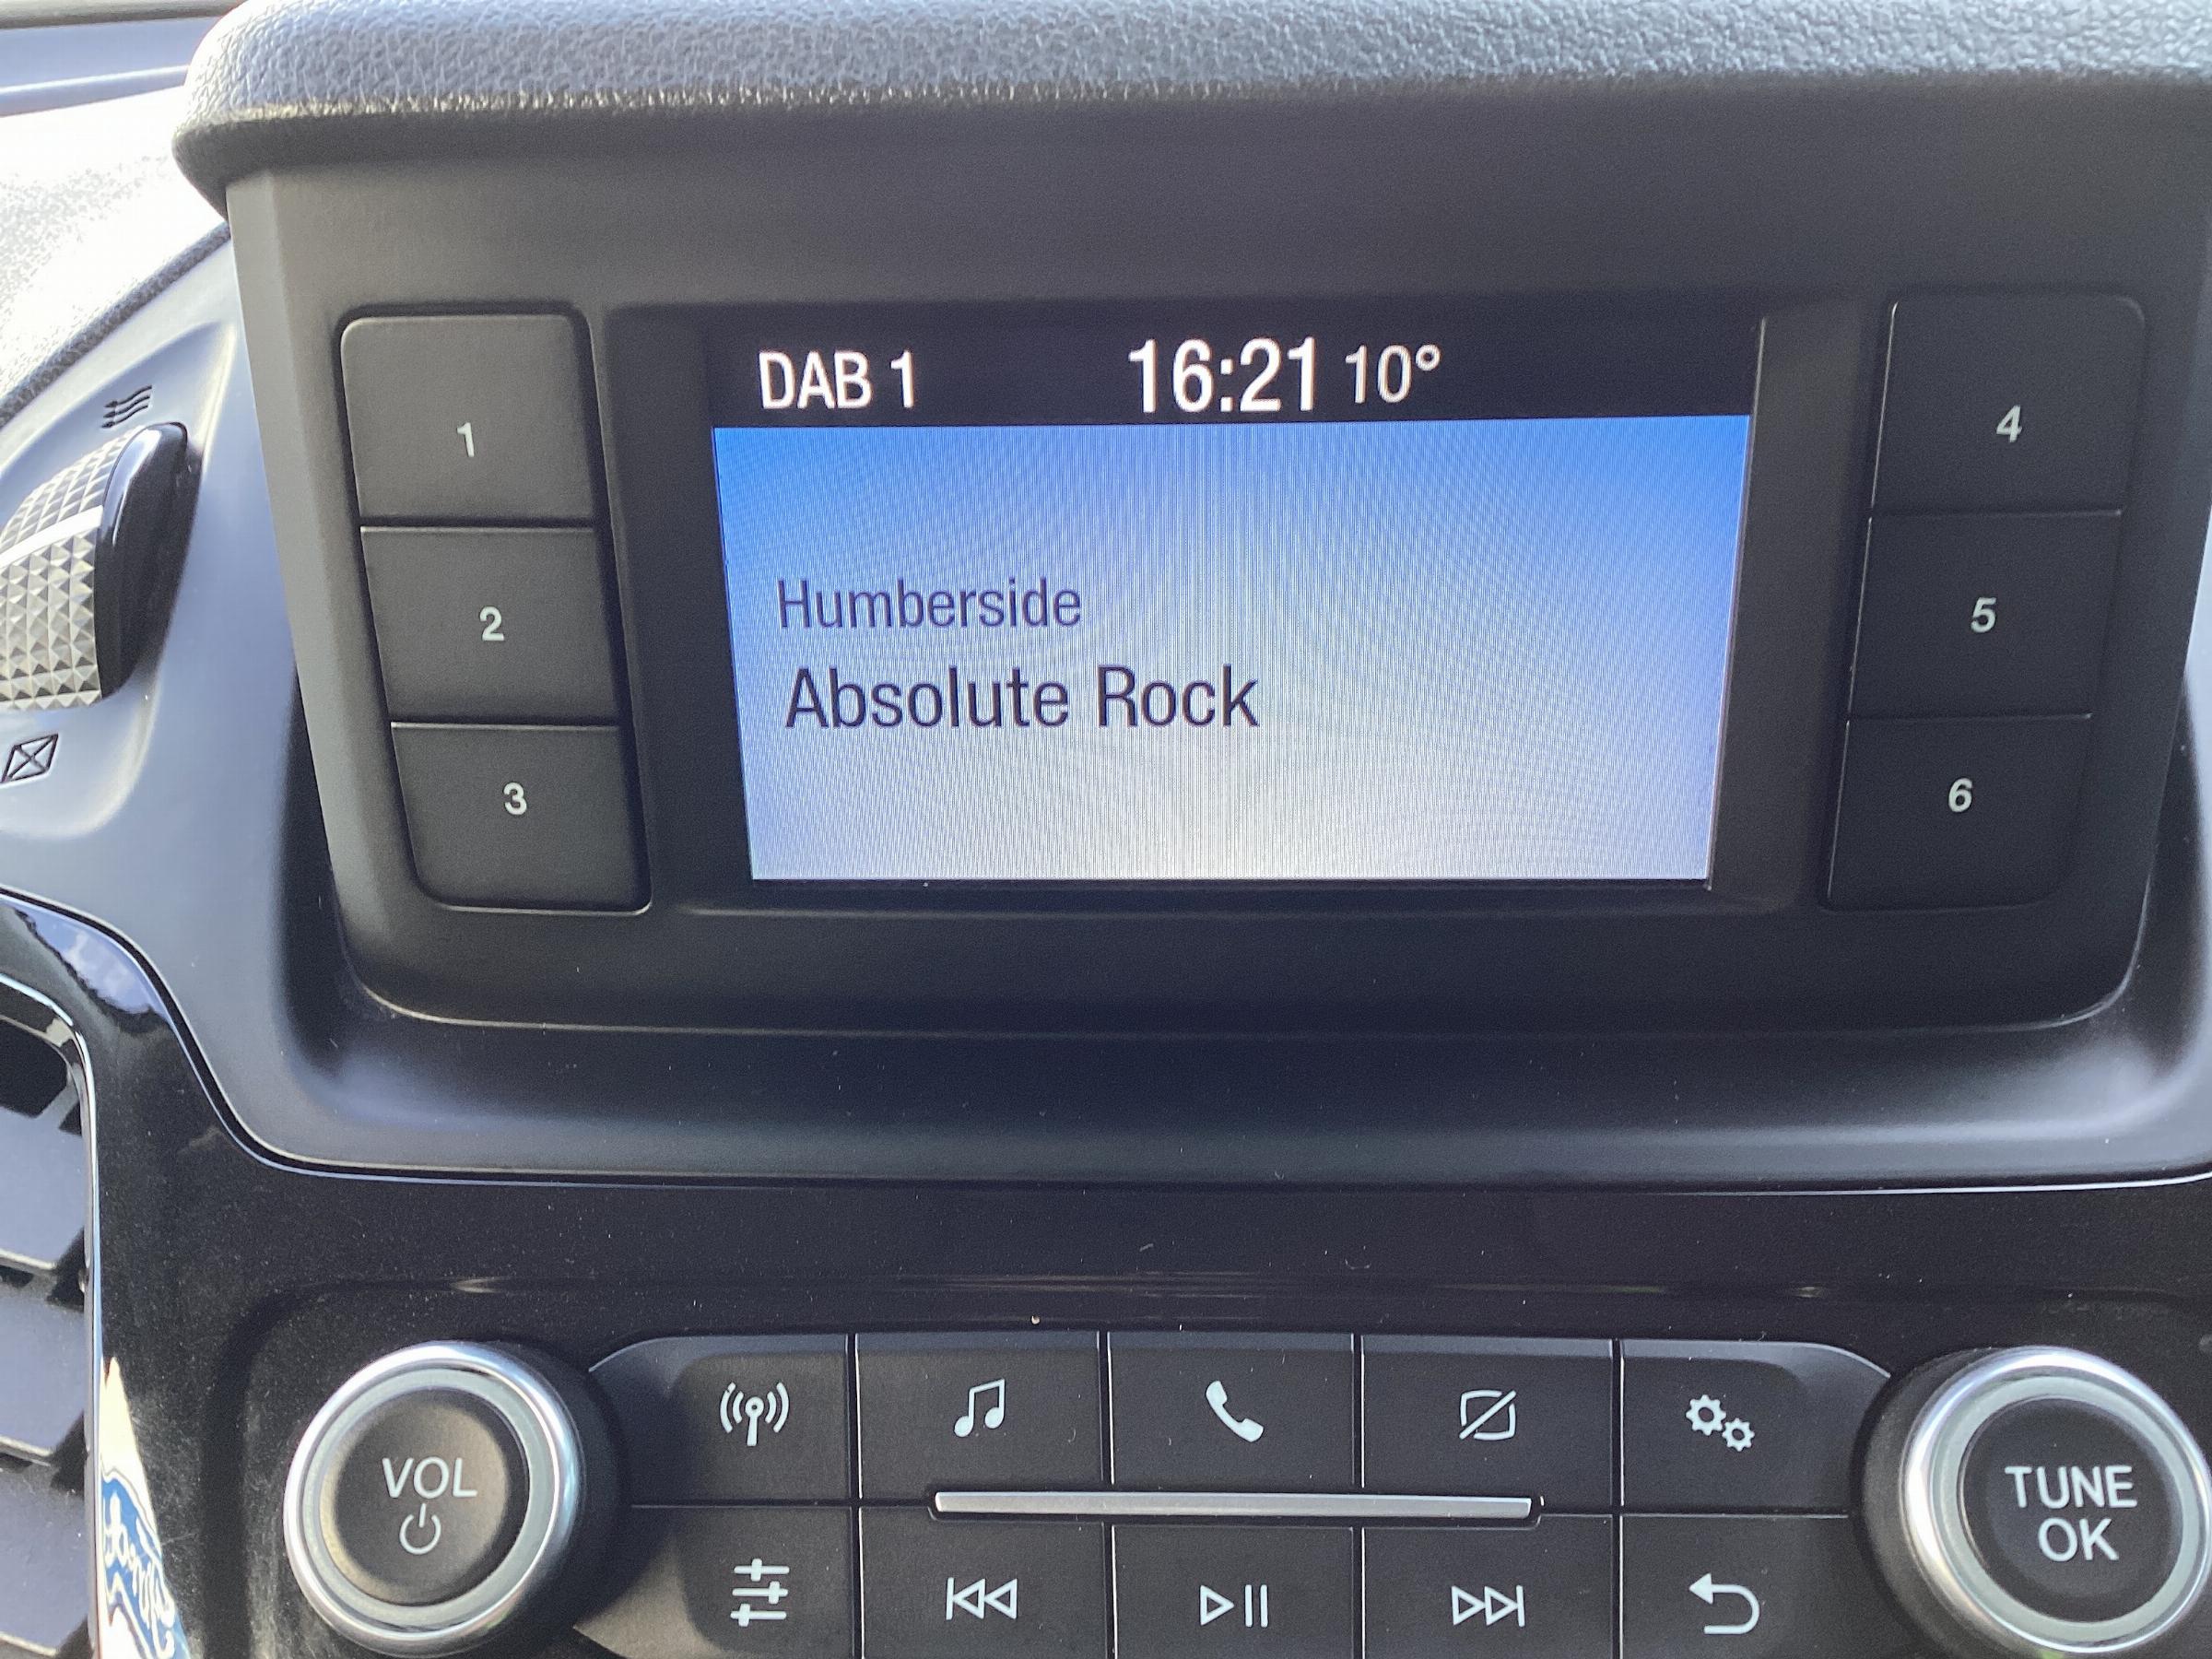 DAB 1 16:21 10°
Humberside
Absolute Rock
1
2
3
4
5
6
VOL
TUNE
OK